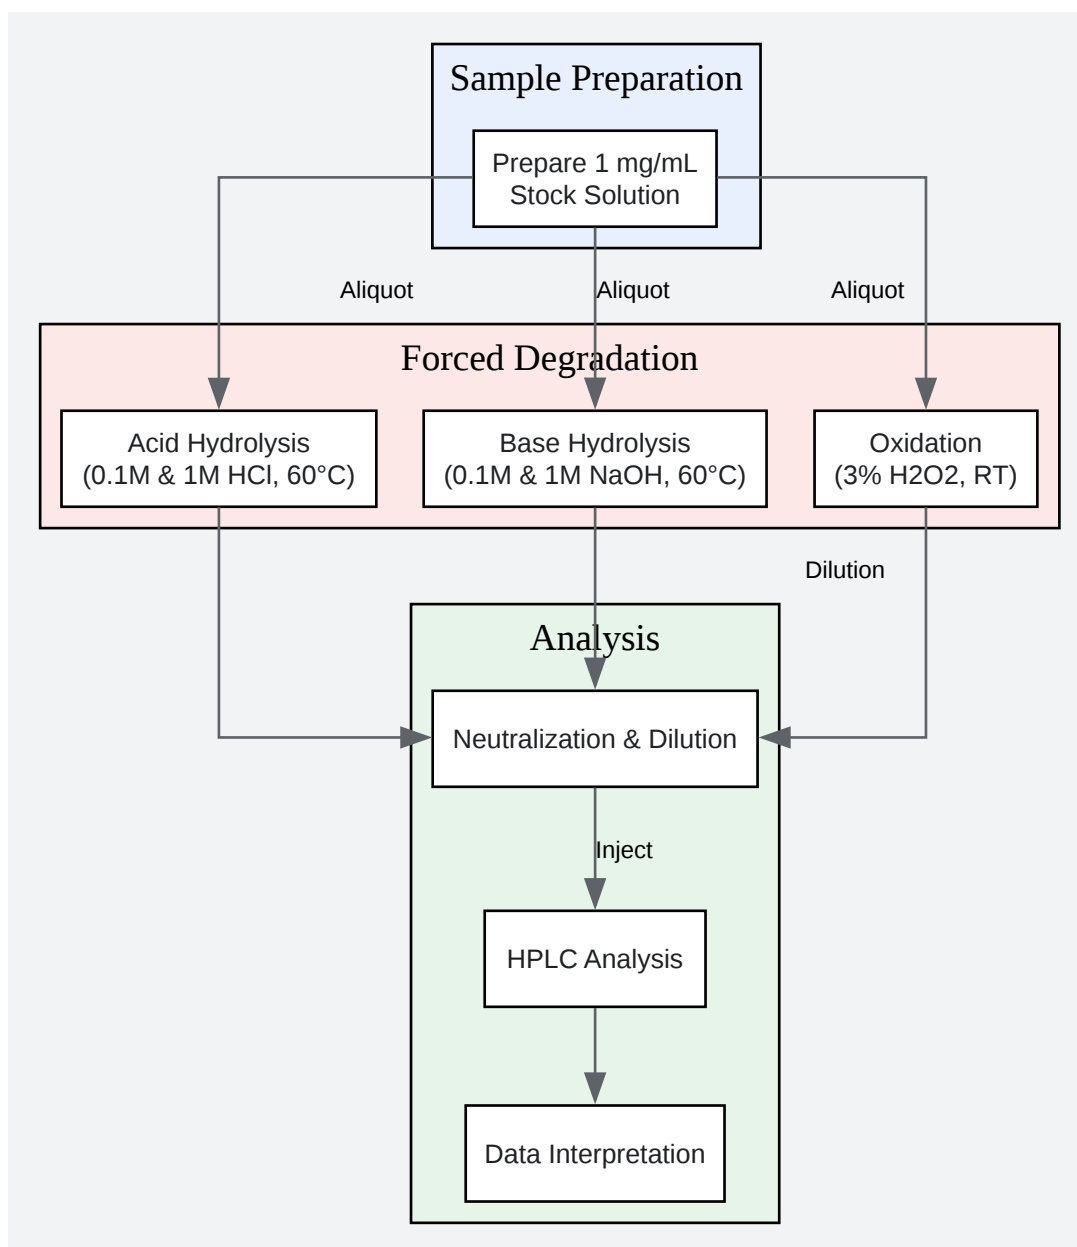 Sample Preparation
Prepare 1 mg/mL
Stock Solution
Aliquot
Aliquot
Aliquot
Forced Degradation
Acid Hydrolysis
(0.1M & 1M HCl, 60°C)
Base Hydrolysis
(0.1M & 1M NaOH, 60°C)
Oxidation
(3% H2O2, RT)
Dilution
Analysis
Neutralization & Dilution
Inject
HPLC Analysis
Data Interpretation